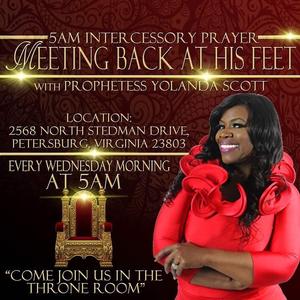 5AM INTERCESSORY PRAYER
MEETING BACK AT HIS FEET
WITH PROPHETESS YOLANDA SCOTT
LOCATION:
2568 NORTH STEDMAN DRIVE,
PETERSBURG, VIRGINIA 23803
EVERY WEDNESDAY MORNING
AT 5AM
"COME JOIN US IN THE
THRONE ROOM"